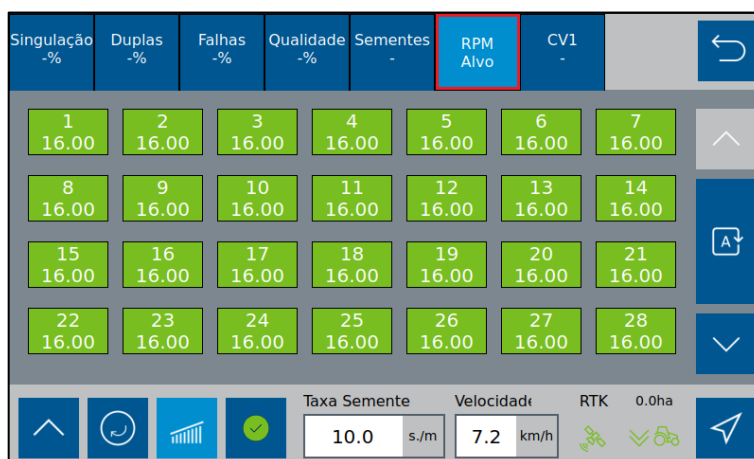 Singulação Duplas Falhas Qualidade Sementes RPM CV1
-% -% -% -% - Alvo -
1 2 3 4 5 6 7
16.00 16.00 16.00 16.00 16.00 16.00 16.00
8 9 10 11 12 13 14
16.00 16.00 16.00 16.00 16.00 16.00 16.00
A
15 16 17 18 19 20 21
16.00 16.00 16.00 16.00 16.00 16.00 16.00
22 23 24 25 26 27 28
16.00 16.00 16.00 16.00 16.00 16.00 16.00
Taxa Semente Velocidade RTK 0.0ha
10.0 s./m 7.2 km/h